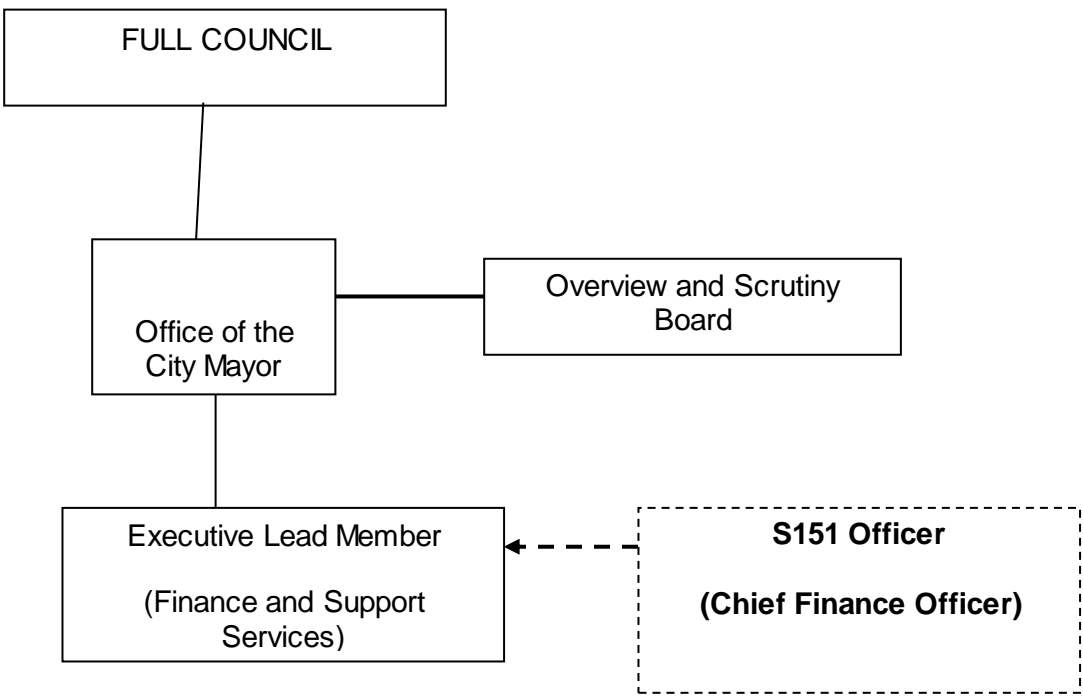 FULL COUNCIL
Office of the
City Mayor
Overview and Scrutiny
Board
Executive Lead Member
(Finance and Support
Services)
S151 Officer
(Chief Finance Officer)